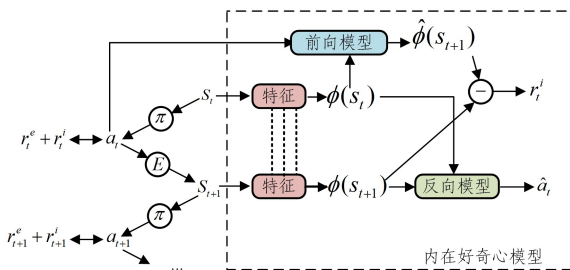 前向模型
$\hat{\phi}(s_{t+1})$
$s_t$
特征
$\phi(s_t)$
−
$r_t^i$
π
$r_t^e + r_t^i$
$a_t$
E
$s_{t+1}$
特征
$\phi(s_{t+1})$
反向模型
$\hat{a}_t$
π
$r_{t+1}^e + r_{t+1}^i$
$a_{t+1}$
内在好奇心模型